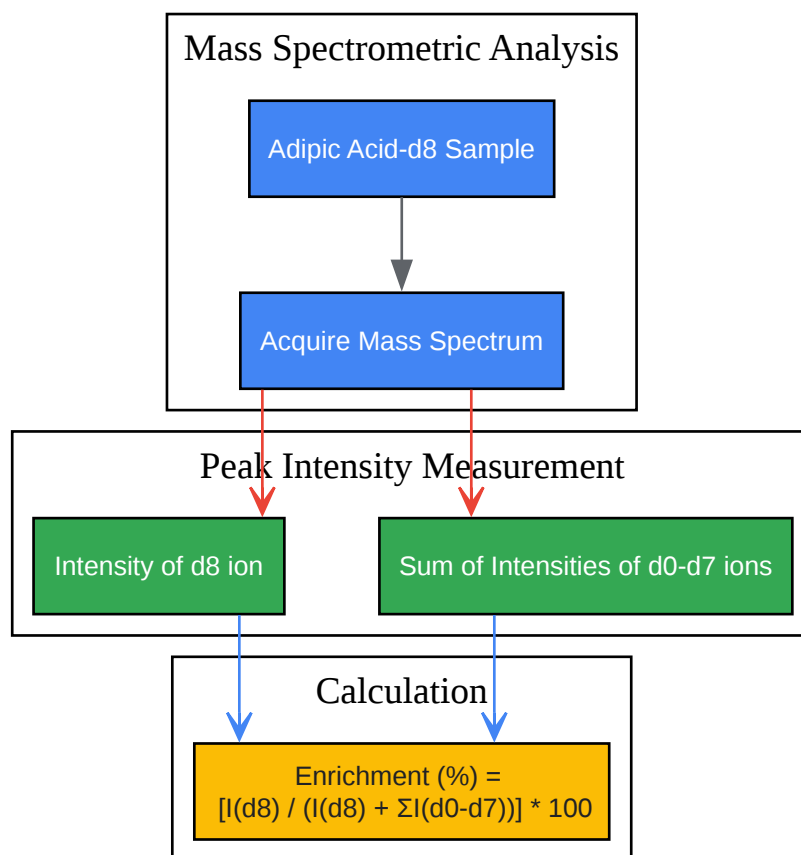 Mass Spectrometric Analysis
Adipic Acid-d8 Sample
Acquire Mass Spectrum
Peak Intensity Measurement
Intensity of d8 ion
Sum of Intensities of d0-d7 ions
Calculation
Enrichment (%) =
[I(d8) / (I(d8) + ΣI(d0-d7))] * 100